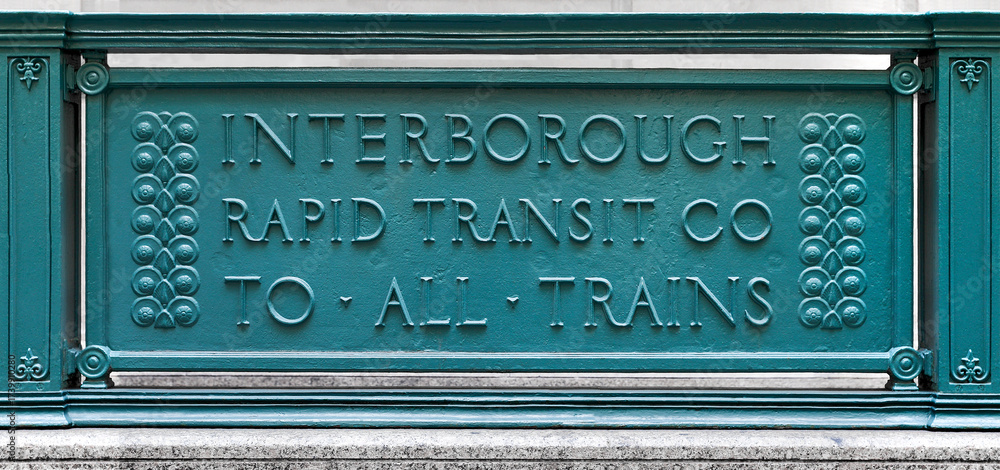 INTERBOROUGH
RAPID TRANSIT CO
TO · ALL · TRAINS